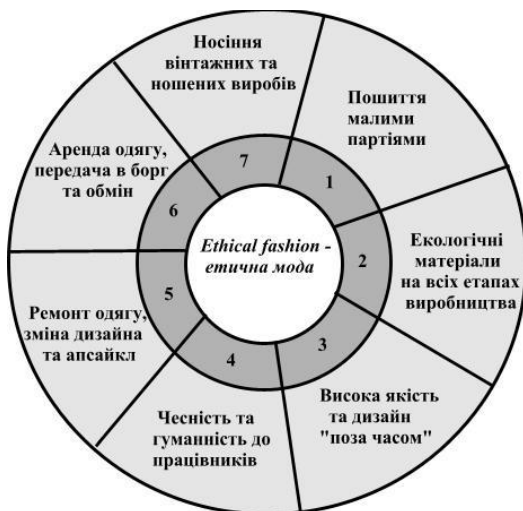 Ethical fashion -
етична мода
1
Пошиття
малими
партіями
2
Екологічні
матеріали
на всіх етапах
виробництва
3
Висока якість
та дизайн
"поза часом"
4
Чесність та
гуманність до
працівників
5
Ремонт одягу,
зміна дизайна
та апсайкл
6
Аренда одягу,
передача в борг
та обмін
7
Носіння
вінтажних та
ношених виробів